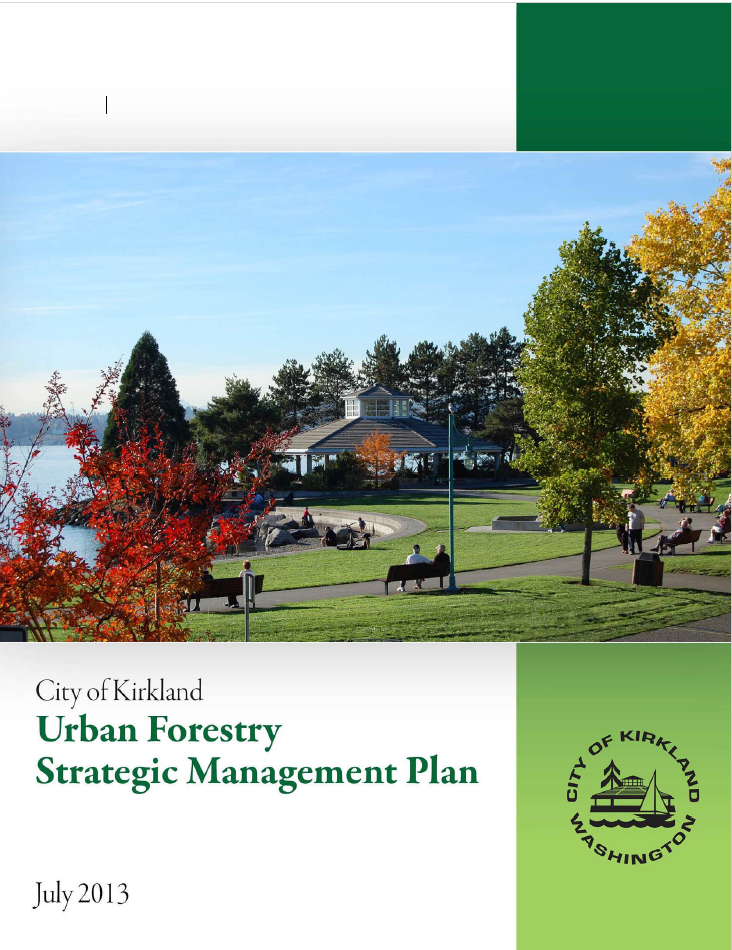 City of Kirkland
Urban Forestry
Strategic Management Plan
CITY OF KIRKLAND
WASHINGTON
July 2013